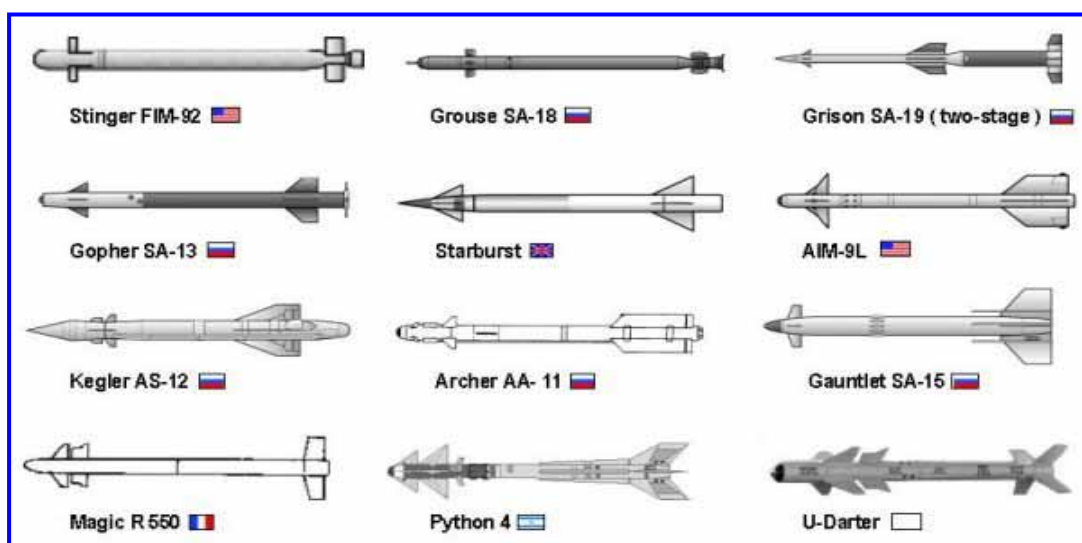 Stinger FIM-92
Grouse SA-18
Grison SA-19 ( two-stage )
Gopher SA-13
Starburst
AIM-9L
Kegler AS-12
Archer AA- 11
Gauntlet SA-15
Magic R 550
Python 4
U-Darter